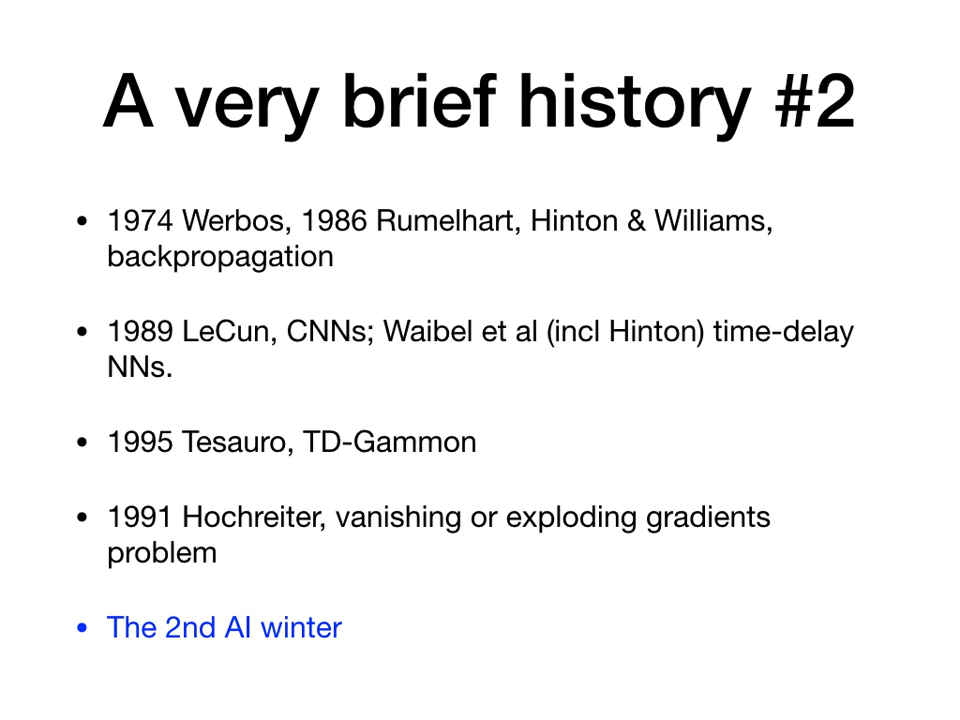 A very brief history #2
• 1974 Werbos, 1986 Rumelhart, Hinton & Williams,
backpropagation
• 1989 LeCun, CNNs; Waibel et al (incl Hinton) time-delay
NNs.
• 1995 Tesauro, TD-Gammon
• 1991 Hochreiter, vanishing or exploding gradients
problem
• The 2nd AI winter